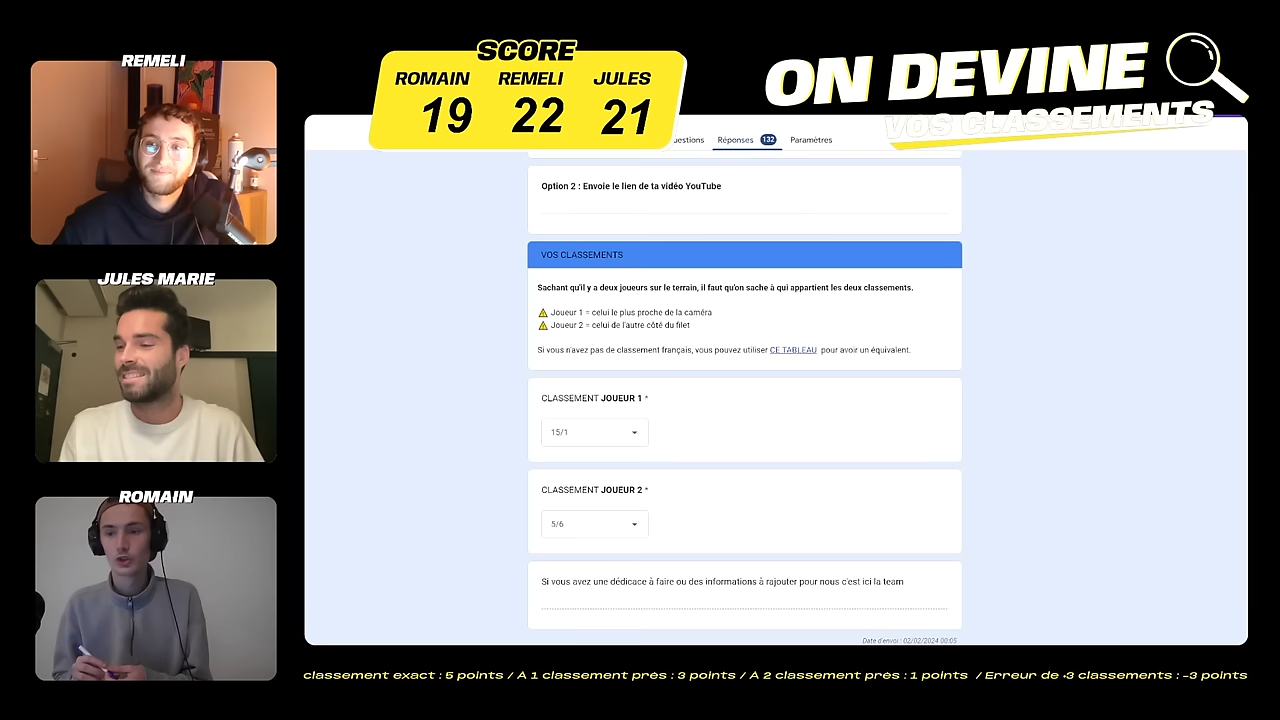 REMELI
SCORE
ROMAIN REMELI JULES
19 22 21
ON DEVINE
VOS CLASSEMENTS
Réponses 132 Paramètres
Option 2 : Envoie le lien de ta vidéo YouTube
VOS CLASSEMENTS
Sachant qu'il y a deux joueurs sur le terrain, il faut qu'on sache à qui appartient les deux classements.
Joueur 1 = celui le plus proche de la caméra
Joueur 2 = celui de l'autre côté du filet
Si vous n'avez pas de classement français, vous pouvez utiliser CE TABLEAU pour avoir un équivalent.
JULES MARIE
CLASSEMENT JOUEUR 1 *
15/1
CLASSEMENT JOUEUR 2 *
5/6
ROMAIN
Si vous avez une dédicace à faire ou des informations à rajouter pour nous c'est ici la team
Date d'envoi : 02/02/2024 00:05
classement exact : 5 points / À 1 classement près : 3 points / À 2 classement près : 1 points / Erreur de +3 classements : -3 points